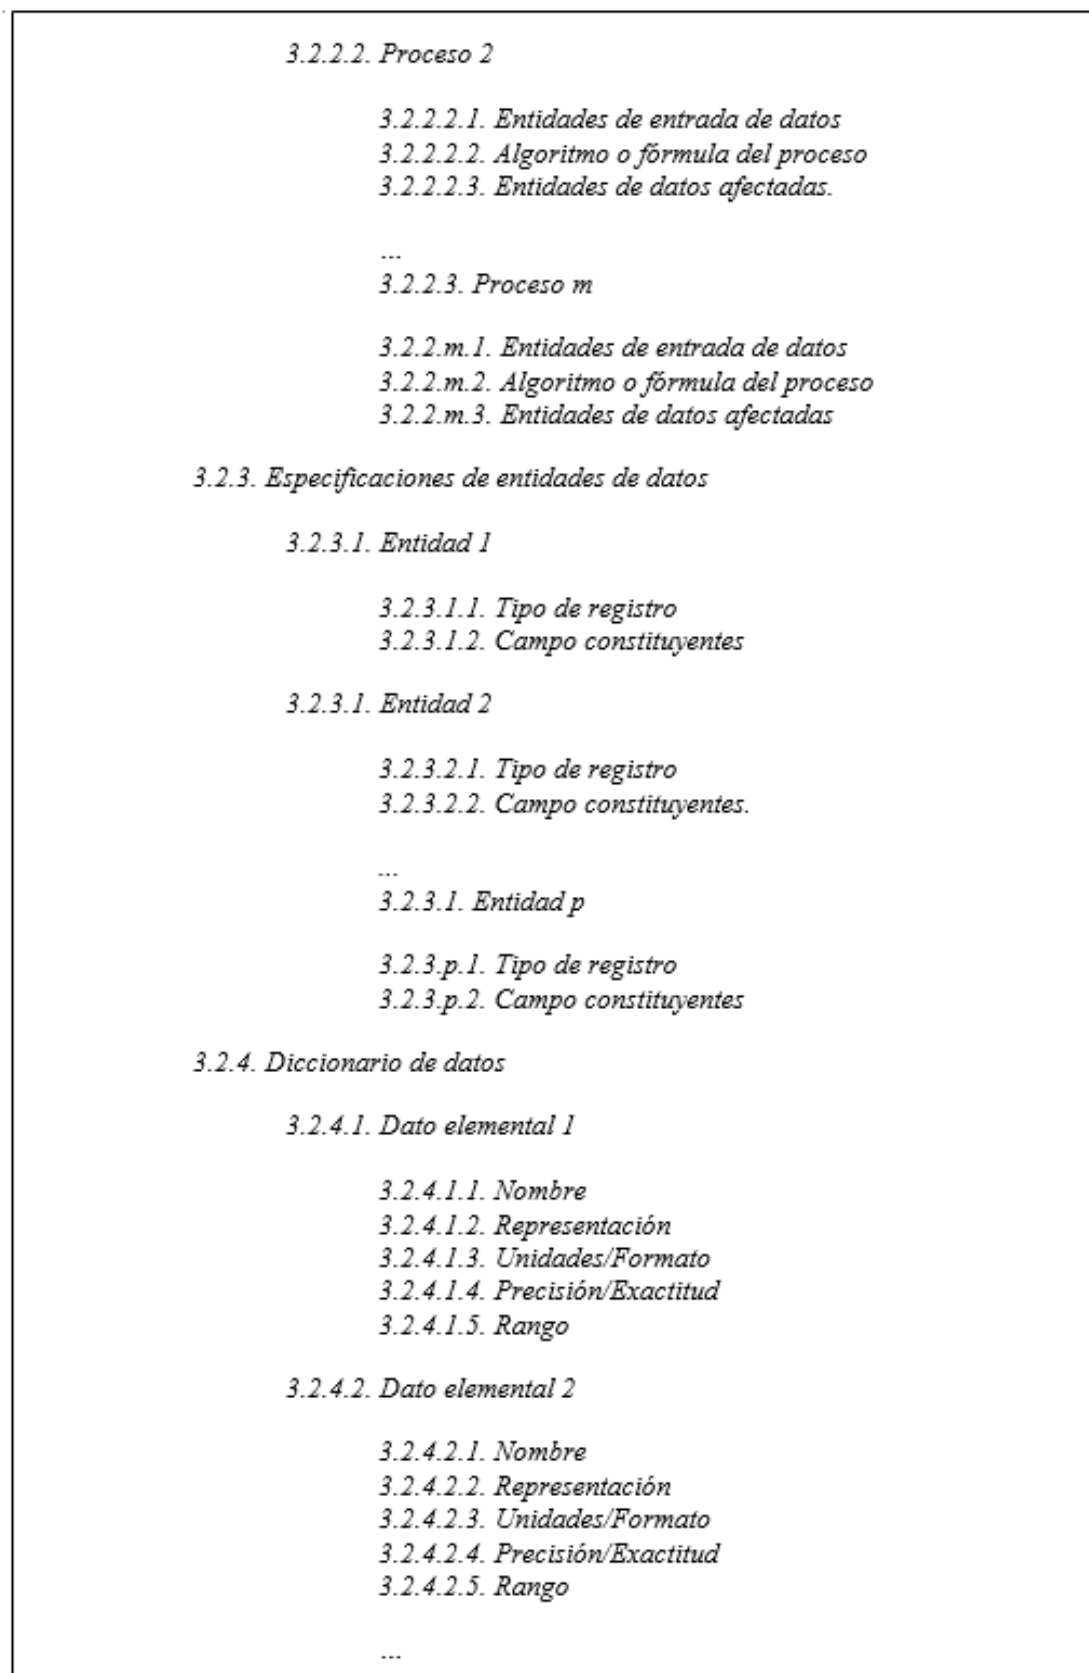 3.2.2.2. Proceso 2
3.2.2.2.1. Entidades de entrada de datos
3.2.2.2.2. Algoritmo o fórmula del proceso
3.2.2.2.3. Entidades de datos afectadas.
...
3.2.2.3. Proceso m
3.2.2.m.1. Entidades de entrada de datos
3.2.2.m.2. Algoritmo o fórmula del proceso
3.2.2.m.3. Entidades de datos afectadas
3.2.3. Especificaciones de entidades de datos
3.2.3.1. Entidad 1
3.2.3.1.1. Tipo de registro
3.2.3.1.2. Campo constituyentes
3.2.3.1. Entidad 2
3.2.3.2.1. Tipo de registro
3.2.3.2.2. Campo constituyentes.
...
3.2.3.1. Entidad p
3.2.3.p.1. Tipo de registro
3.2.3.p.2. Campo constituyentes
3.2.4. Diccionario de datos
3.2.4.1. Dato elemental 1
3.2.4.1.1. Nombre
3.2.4.1.2. Representación
3.2.4.1.3. Unidades/Formato
3.2.4.1.4. Precisión/Exactitud
3.2.4.1.5. Rango
3.2.4.2. Dato elemental 2
3.2.4.2.1. Nombre
3.2.4.2.2. Representación
3.2.4.2.3. Unidades/Formato
3.2.4.2.4. Precisión/Exactitud
3.2.4.2.5. Rango
...